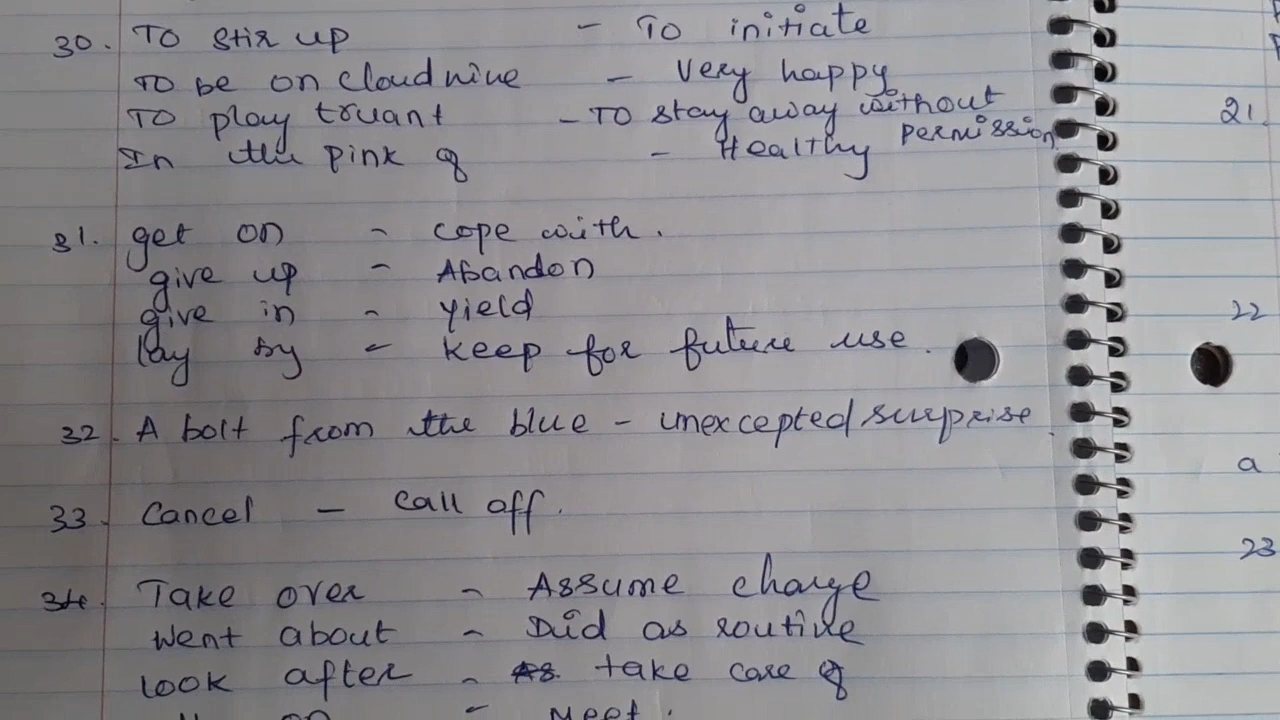 30. To stir up - To initiate
To be on cloud nine - Very happy
To play truant - To stay away without permission
In the pink of - Healthy
31. get on - cope with.
give up - Abandon
give in - yield
lay by - keep for future use.
32. A bolt from the blue - unexcepted surprise.
33. Cancel - call off.
34. Take over - Assume charge
Went about - Did as routine
look after - take care of
on - Meet.
21.
22
a
23